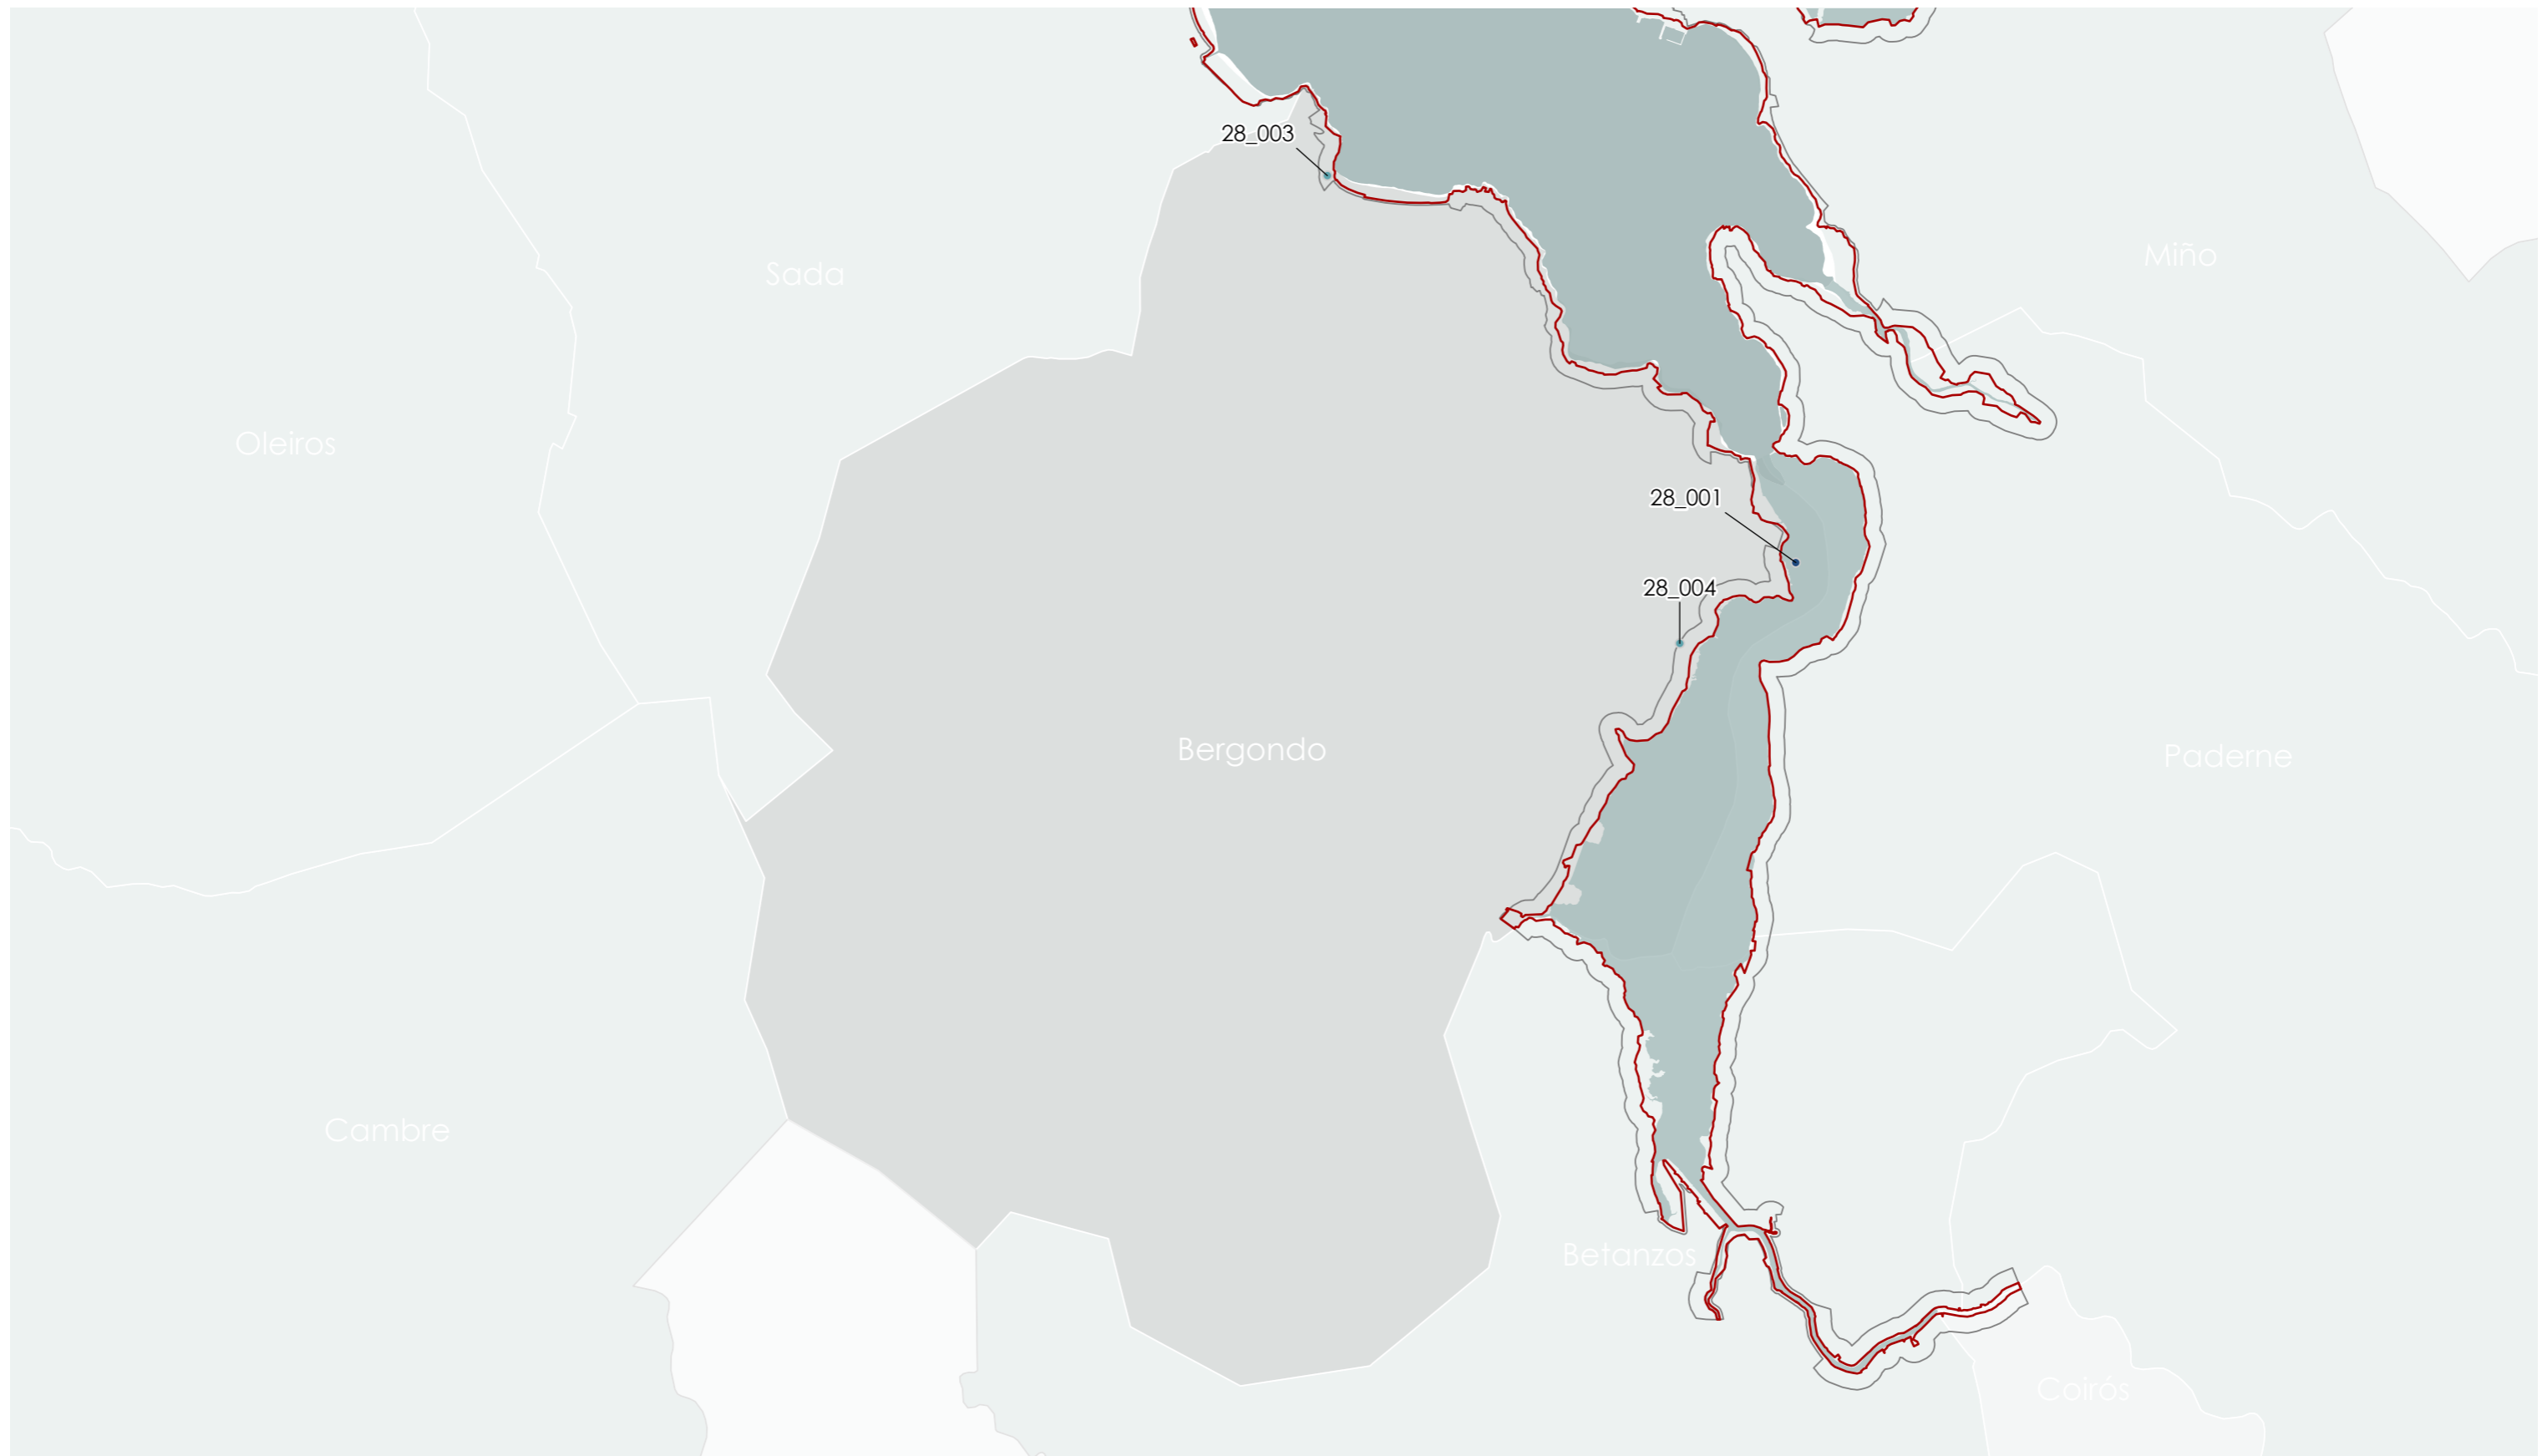 28_003
Miño
Sada
Oleiros
28_001
28_004
Bergondo
Paderne
Cambre
Betanzos
Coirós